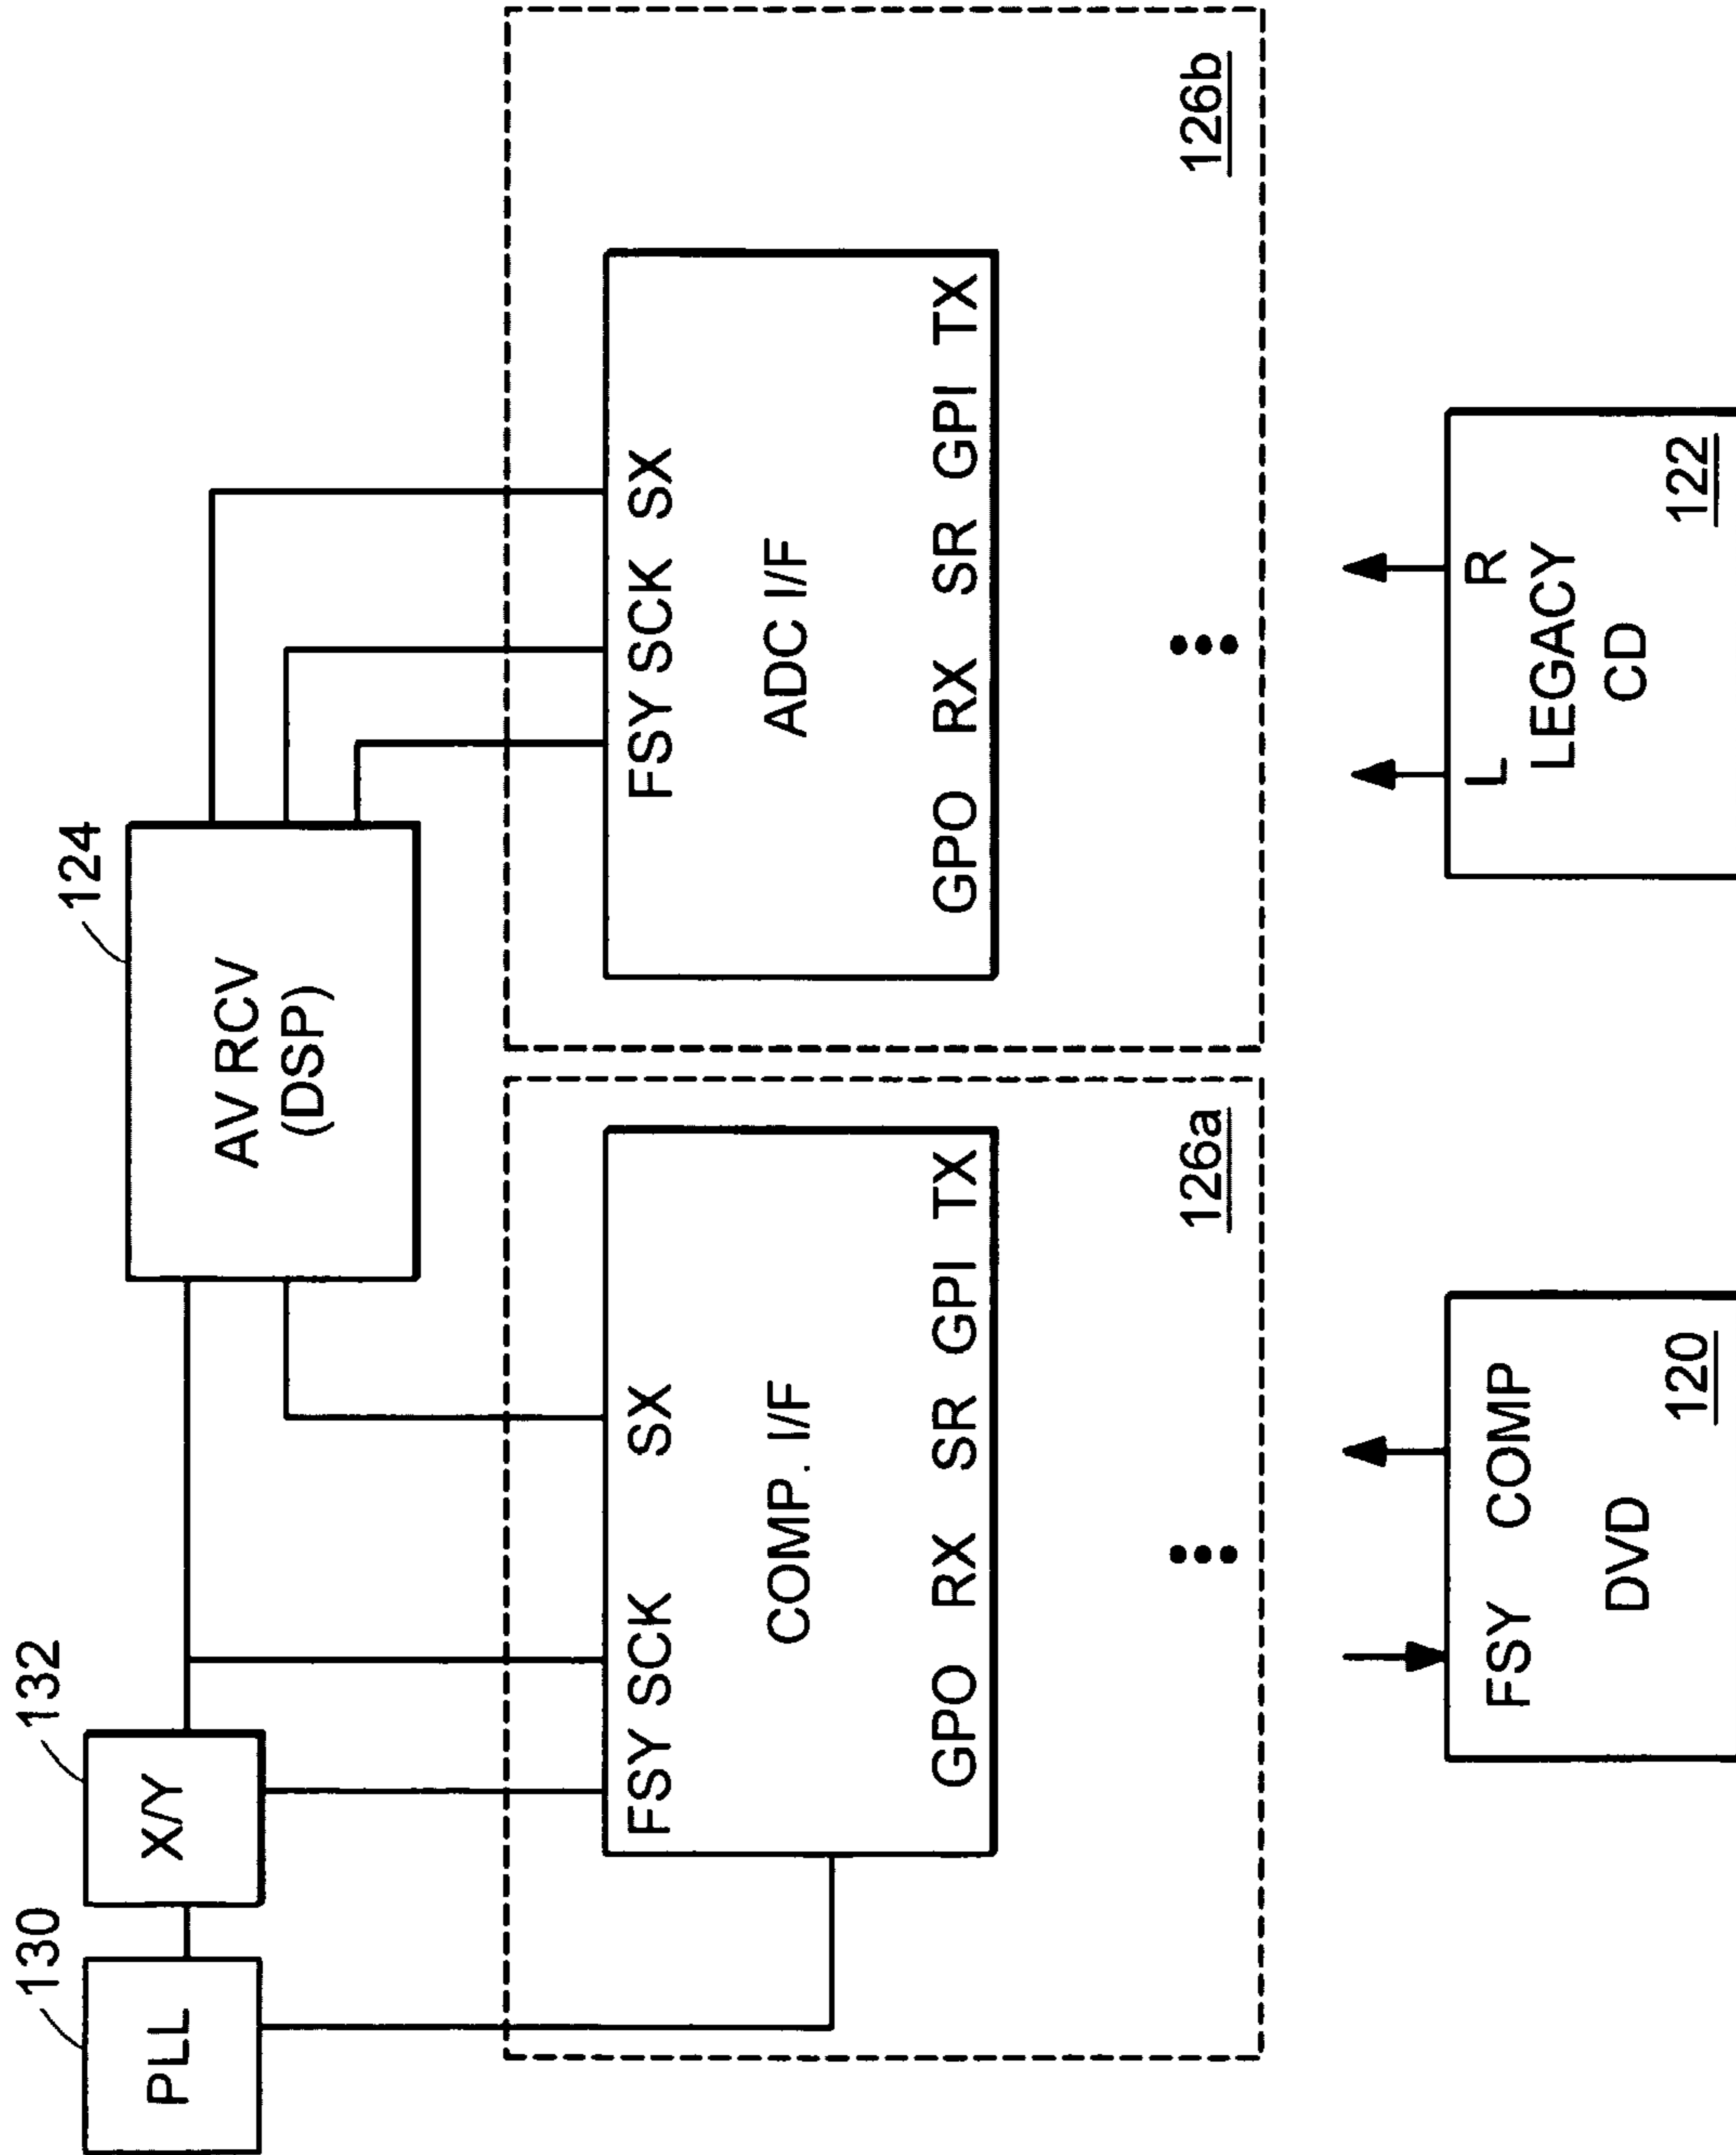 130
132
124
PLL
X/Y
AV RCV
(DSP)
FSY SCK SX
COMP. I/F
GPO RX SR GPI TX
126a
FSY SCK SX
ADC I/F
GPO RX SR GPI TX
126b
FSY COMP
DVD
120
L R
LEGACY
CD
122